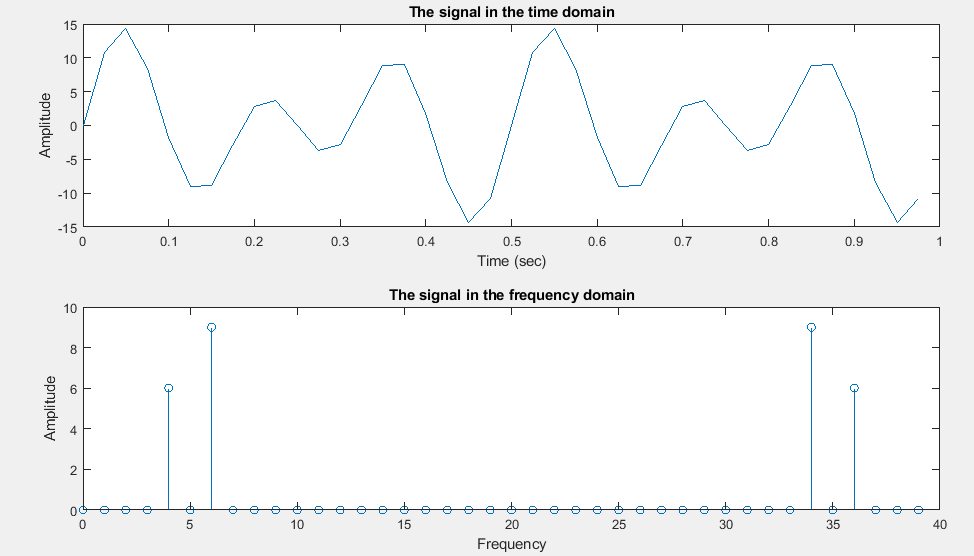 The signal in the time domain
15
10
5
0
-5
-10
-15
Amplitude
0 0.1 0.2 0.3 0.4 0.5 0.6 0.7 0.8 0.9 1
Time (sec)
The signal in the frequency domain
10
8
6
4
2
0
Amplitude
0 5 10 15 20 25 30 35 40
Frequency